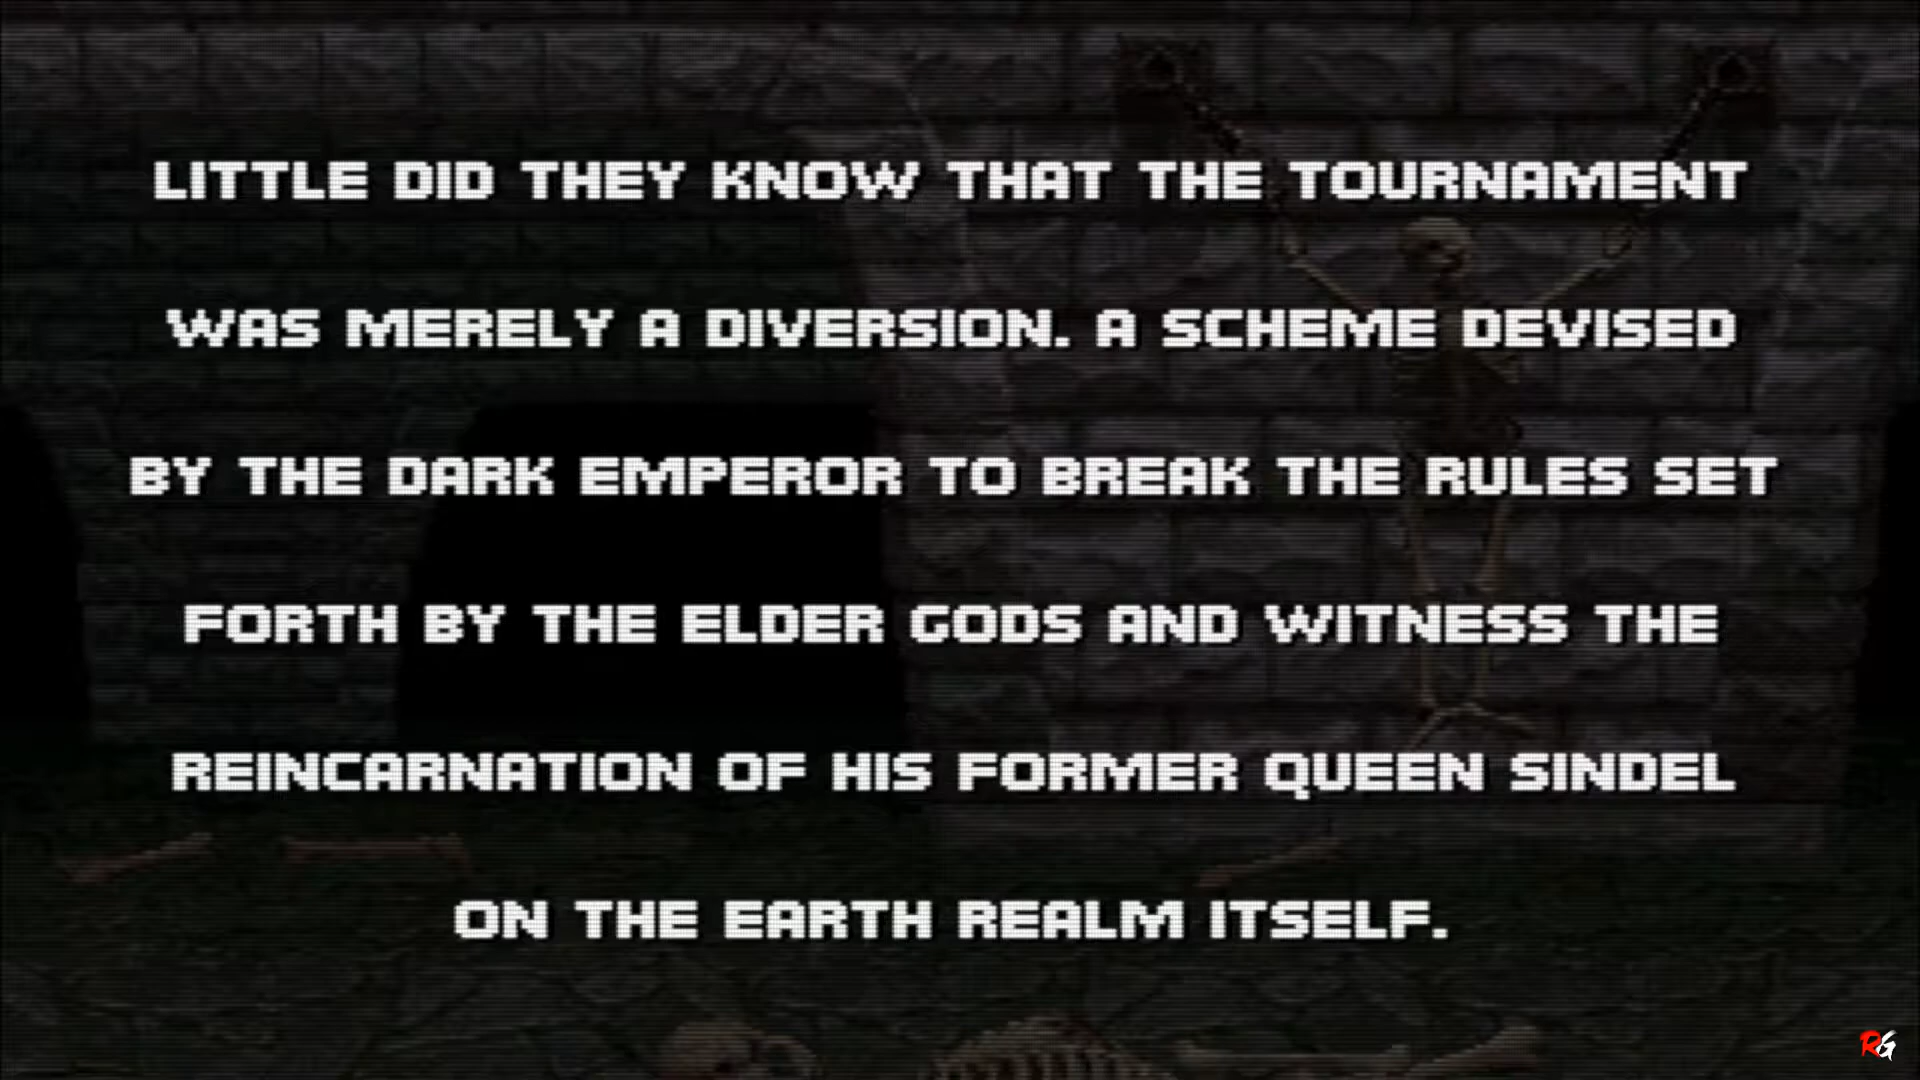 LITTLE DID THEY KNOW THAT THE TOURNAMENT
WAS MERELY A DIVERSION. A SCHEME DEVISED
BY THE DARK EMPEROR TO BREAK THE RULES SET
FORTH BY THE ELDER GODS AND WITNESS THE
REINCARNATION OF HIS FORMER QUEEN SINDEL
ON THE EARTH REALM ITSELF.
RG